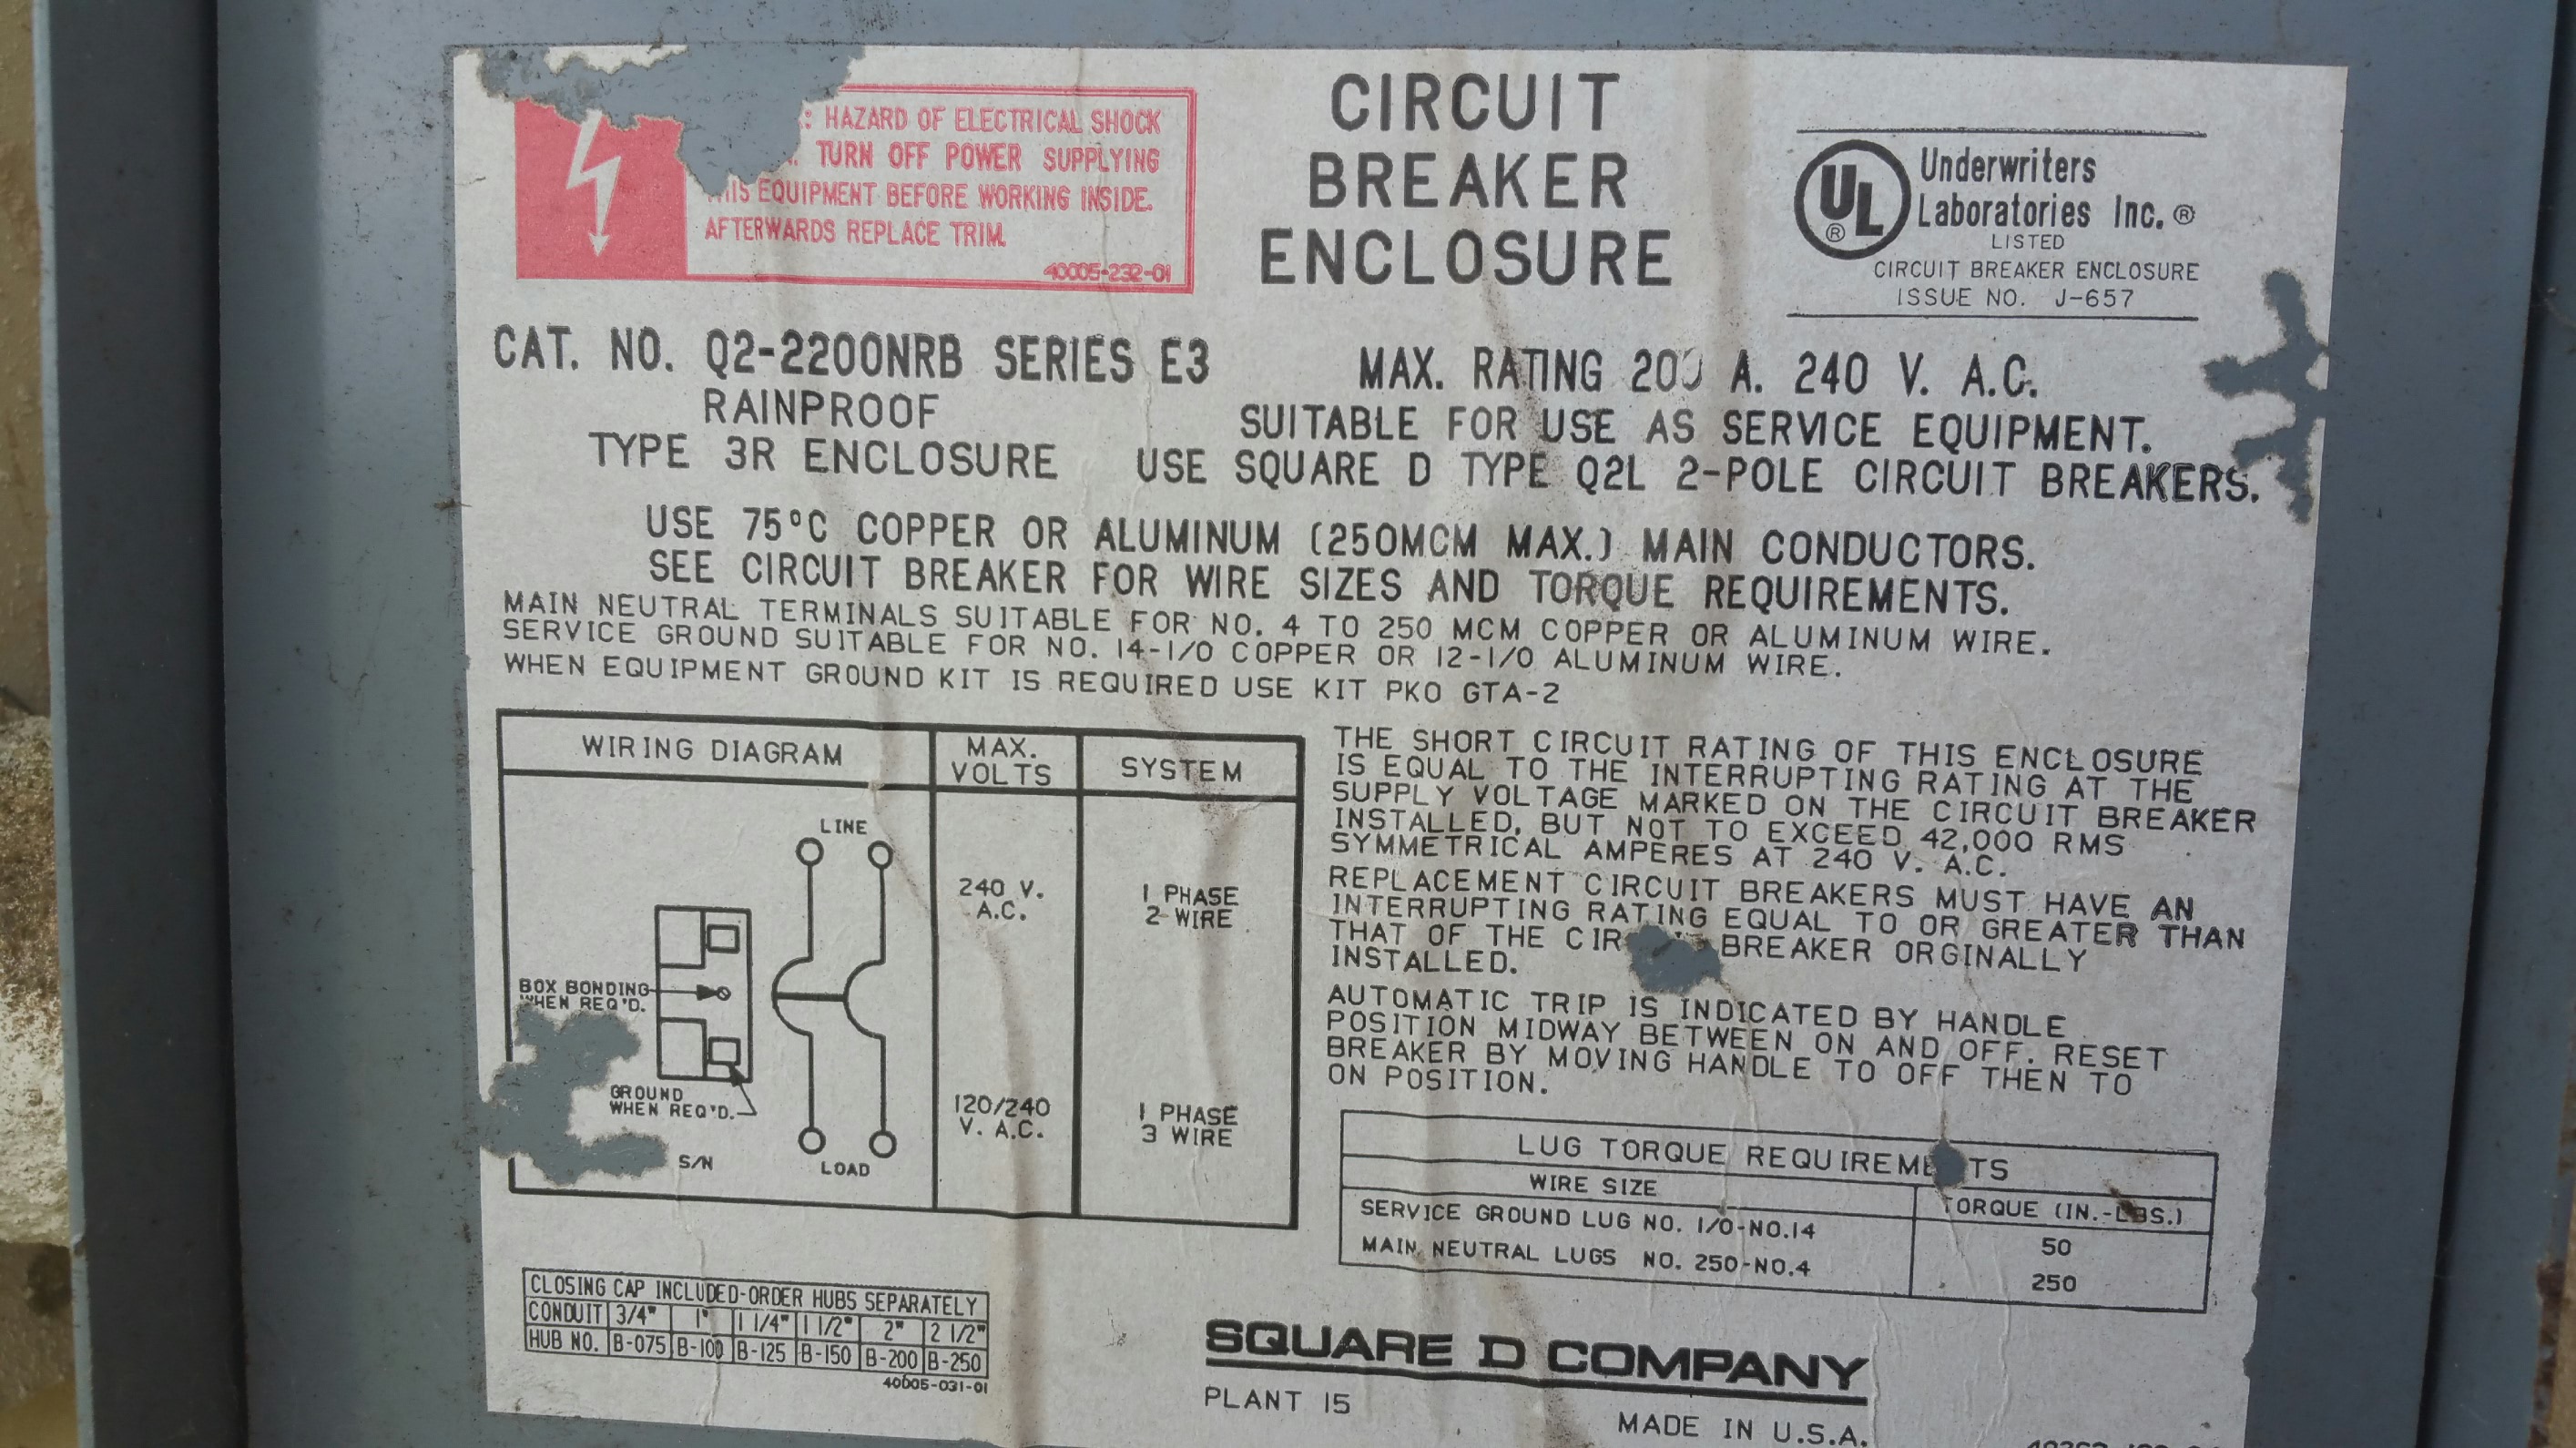 : HAZARD OF ELECTRICAL SHOCK
TURN OFF POWER SUPPLYING
EQUIPMENT BEFORE WORKING INSIDE.
AFTERWARDS REPLACE TRIM.
40005-232-01
CIRCUIT
BREAKER
ENCLOSURE
UL ®
Underwriters
Laboratories Inc. ®
LISTED
CIRCUIT BREAKER ENCLOSURE
ISSUE NO. J-657
CAT. NO. Q2-2200NRB SERIES E3
RAINPROOF
TYPE 3R ENCLOSURE
MAX. RATING 200 A. 240 V. A.C.
SUITABLE FOR USE AS SERVICE EQUIPMENT.
USE SQUARE D TYPE Q2L 2-POLE CIRCUIT BREAKERS.
USE 75°C COPPER OR ALUMINUM (250MCM MAX.) MAIN CONDUCTORS.
SEE CIRCUIT BREAKER FOR WIRE SIZES AND TORQUE REQUIREMENTS.
MAIN NEUTRAL TERMINALS SUITABLE FOR NO. 4 TO 250 MCM COPPER OR ALUMINUM WIRE.
SERVICE GROUND SUITABLE FOR NO. 14-1/0 COPPER OR 12-1/0 ALUMINUM WIRE.
WHEN EQUIPMENT GROUND KIT IS REQUIRED USE KIT PKO GTA-2
WIRING DIAGRAM
MAX. VOLTS
SYSTEM
LINE
240 V. A.C.
1 PHASE
2 WIRE
BOX BONDING
WHEN REQ'D.
GROUND
WHEN REQ'D.
S/N
LOAD
120/240
V. A.C.
1 PHASE
3 WIRE
THE SHORT CIRCUIT RATING OF THIS ENCLOSURE
IS EQUAL TO THE INTERRUPTING RATING AT THE
SUPPLY VOLTAGE MARKED ON THE CIRCUIT BREAKER
INSTALLED, BUT NOT TO EXCEED 42,000 RMS
SYMMETRICAL AMPERES AT 240 V. A.C.
REPLACEMENT CIRCUIT BREAKERS MUST HAVE AN
INTERRUPTING RATING EQUAL TO OR GREATER THAN
THAT OF THE BREAKER ORGINALLY
INSTALLED.
AUTOMATIC TRIP IS INDICATED BY HANDLE
POSITION MIDWAY BETWEEN ON AND OFF. RESET
BREAKER BY MOVING HANDLE TO OFF THEN TO
ON POSITION.
LUG TORQUE REQUIREMENTS
WIRE SIZE TORQUE (IN.-LBS.)
SERVICE GROUND LUG NO. 1/0-NO.14 50
MAIN NEUTRAL LUGS NO. 250-NO.4 250
CLOSING CAP INCLUDED-ORDER HUBS SEPARATELY
CONDUIT 3/4" 1" 1 1/4" 1 1/2" 2" 2 1/2"
HUB NO. B-075 B-100 B-125 B-150 B-200 B-250
40005-031-01
SQUARE D COMPANY
PLANT 15
MADE IN U.S.A.